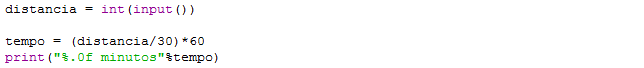 distancia = int(input())
tempo = (distancia/30)*60
print("%.0f minutos"%tempo)